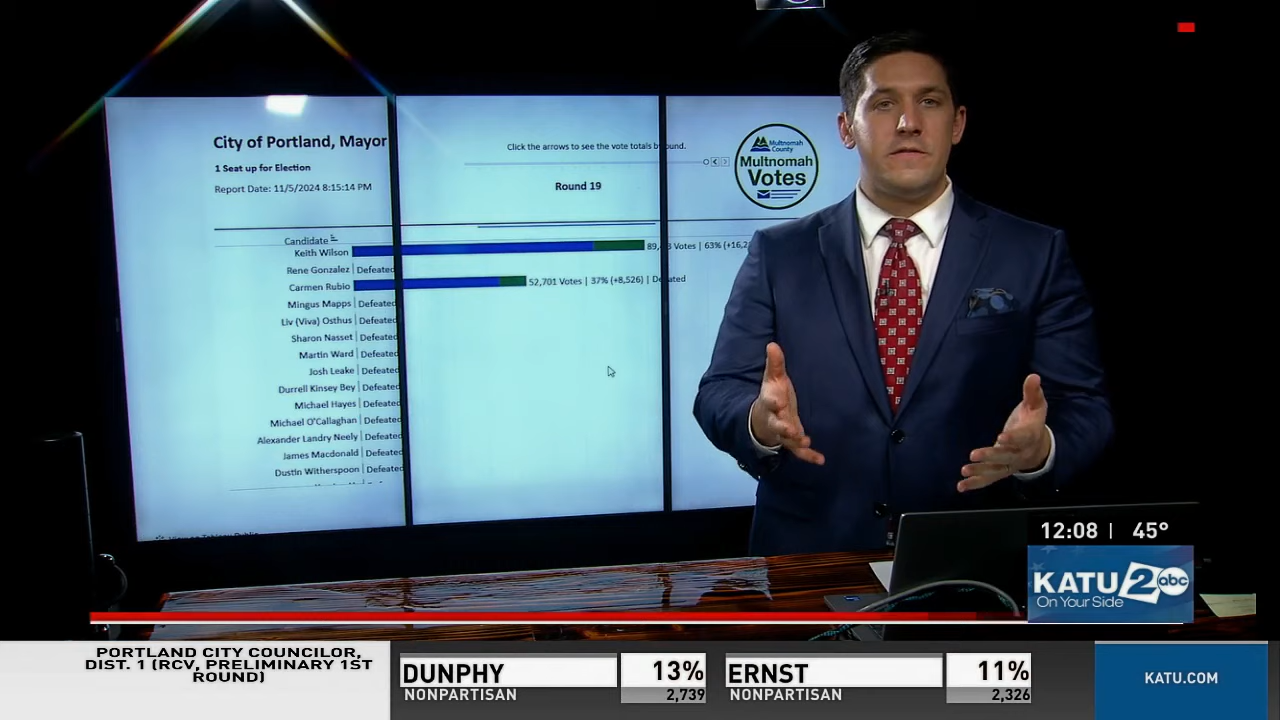 City of Portland, Mayor
1 Seat up for Election
Report Date: 11/5/2024 8:15:14 PM
Click the arrows to see the vote totals by round.
Round 19
Multnomah
County
Multnomah
Votes
Candidate
Keith Wilson
Votes | 63%
Rene Gonzalez Defeated
Carmen Rubio 52,701 Votes | 37% (+8,526) | Defeated
Mingus Mapps Defeated
Liv (Viva) Osthus Defeated
Sharon Nasset Defeated
Martin Ward Defeated
Josh Leake Defeated
Durrell Kinsey Bey Defeated
Michael Hayes Defeated
Michael O'Callaghan Defeated
Alexander Landry Neely Defeated
James Macdonald Defeated
Dustin Witherspoon Defeated
12:08 | 45°
KATU 2 abc
On Your Side
PORTLAND CITY COUNCILOR,
DIST. 1 (RCV, PRELIMINARY 1ST
ROUND)
DUNPHY 13%
NONPARTISAN 2,739
ERNST 11%
NONPARTISAN 2,326
KATU.COM